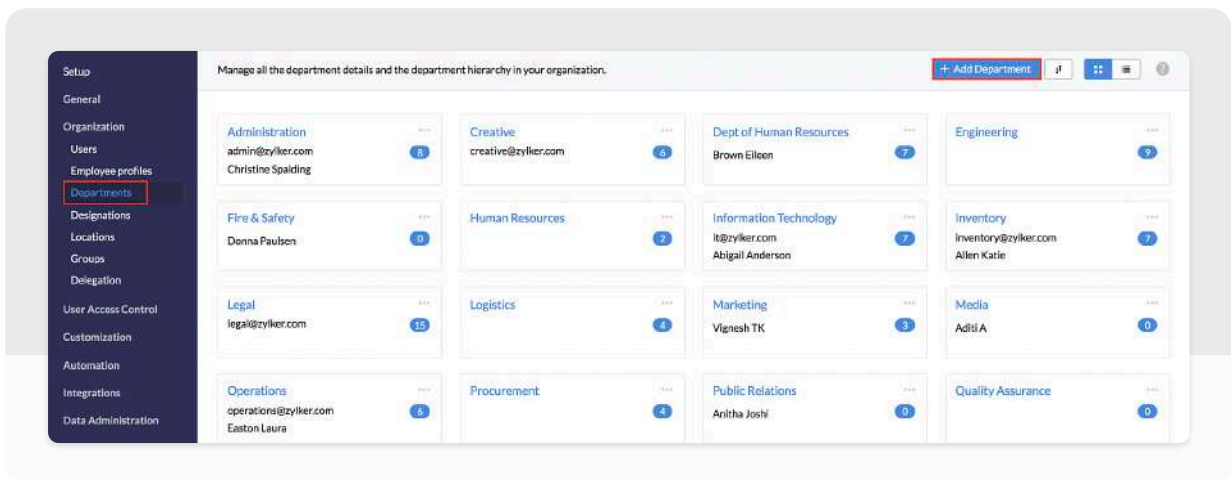 Setup
General
Organization
Users
Employee profiles
Departments
Designations
Locations
Groups
Delegation
User Access Control
Customization
Automation
Integrations
Data Administration
Manage all the department details and the department hierarchy in your organization.
+ Add Department
?
Administration
admin@zylker.com
8
Christine Spalding
Creative
creative@zylker.com
6
Dept of Human Resources
Brown Eileen
7
Engineering
9
Fire & Safety
Donna Paulsen
0
Human Resources
2
Information Technology
it@zylker.com
7
Abigail Anderson
Inventory
inventory@zylker.com
7
Allen Katie
Legal
legal@zylker.com
15
Logistics
4
Marketing
Vignesh TK
3
Media
Aditi A
0
Operations
operations@zylker.com
6
Easton Laura
Procurement
4
Public Relations
Anitha Joshi
0
Quality Assurance
0